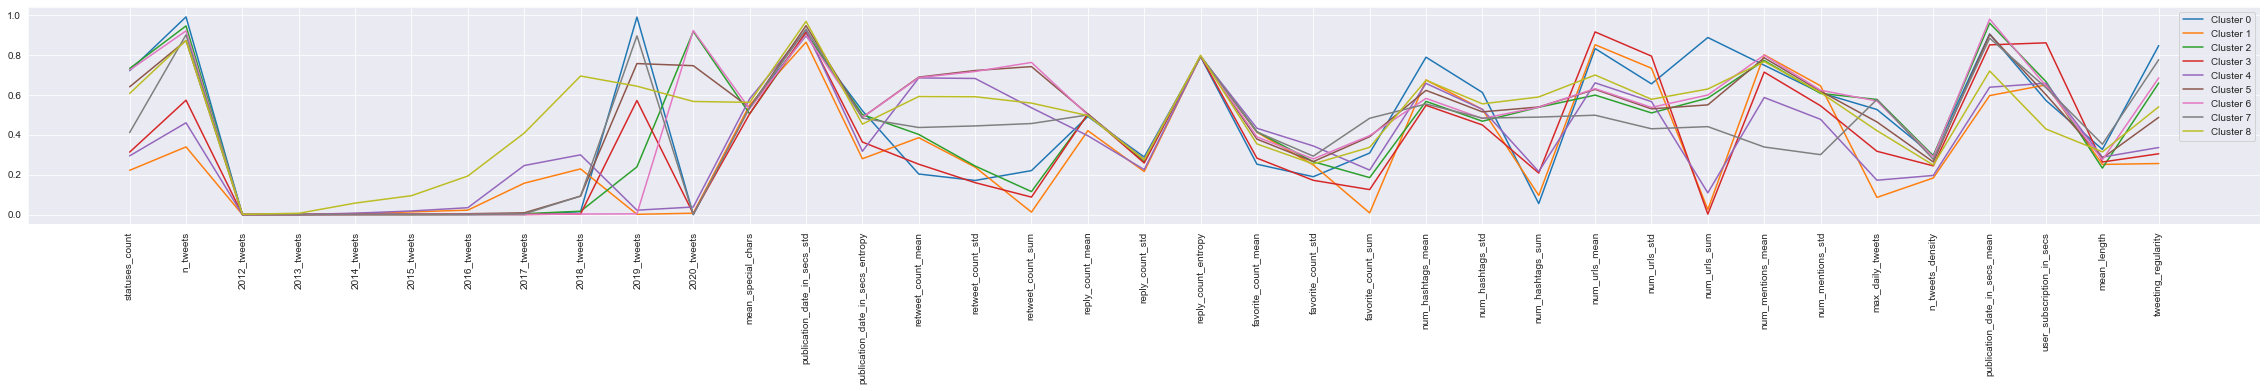 1.0
0.8
0.6
0.4
0.2
0.0
Cluster 0
Cluster 1
Cluster 2
Cluster 3
Cluster 4
Cluster 5
Cluster 6
Cluster 7
Cluster 8
statuses_count
n_tweets
2012_tweets
2013_tweets
2014_tweets
2015_tweets
2016_tweets
2017_tweets
2018_tweets
2019_tweets
2020_tweets
mean_special_chars
publication_date_in_secs_std
publication_date_in_secs_entropy
retweet_count_mean
retweet_count_std
retweet_count_sum
reply_count_mean
reply_count_std
reply_count_entropy
favorite_count_mean
favorite_count_std
favorite_count_sum
num_hashtags_mean
num_hashtags_std
num_hashtags_sum
num_urls_mean
num_urls_std
num_urls_sum
num_mentions_mean
num_mentions_std
max_daily_tweets
n_tweets_density
publication_date_in_secs_mean
user_subscription_in_secs
mean_length
tweeting_regularity